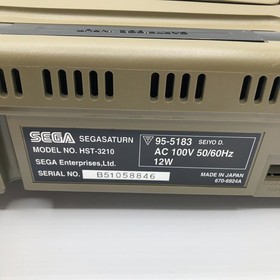 SEGA SEGASATURN
MODEL NO. HST-3210
SEGA Enterprises,Ltd.
SERIAL NO. B51058846
95-5183 SEIYO D.
AC 100V 50/60Hz
12W
MADE IN JAPAN
670-6924A